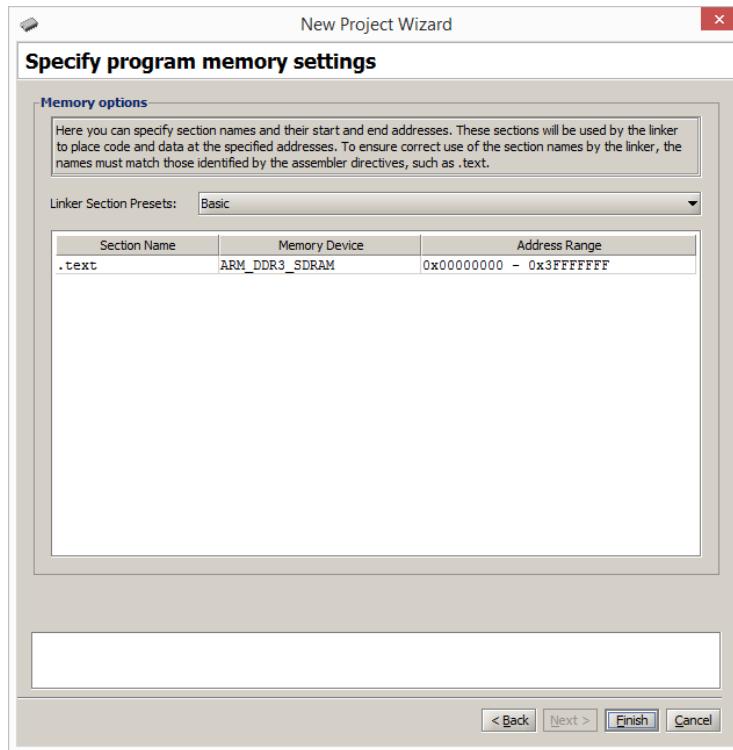 New Project Wizard
Specify program memory settings
Memory options
Here you can specify section names and their start and end addresses. These sections will be used by the linker
to place code and data at the specified addresses. To ensure correct use of the section names by the linker, the
names must match those identified by the assembler directives, such as .text.
Linker Section Presets: Basic
Section Name Memory Device Address Range
.text ARM_DDR3_SDRAM 0x00000000 - 0x3FFFFFFF
< Back Next > Finish Cancel